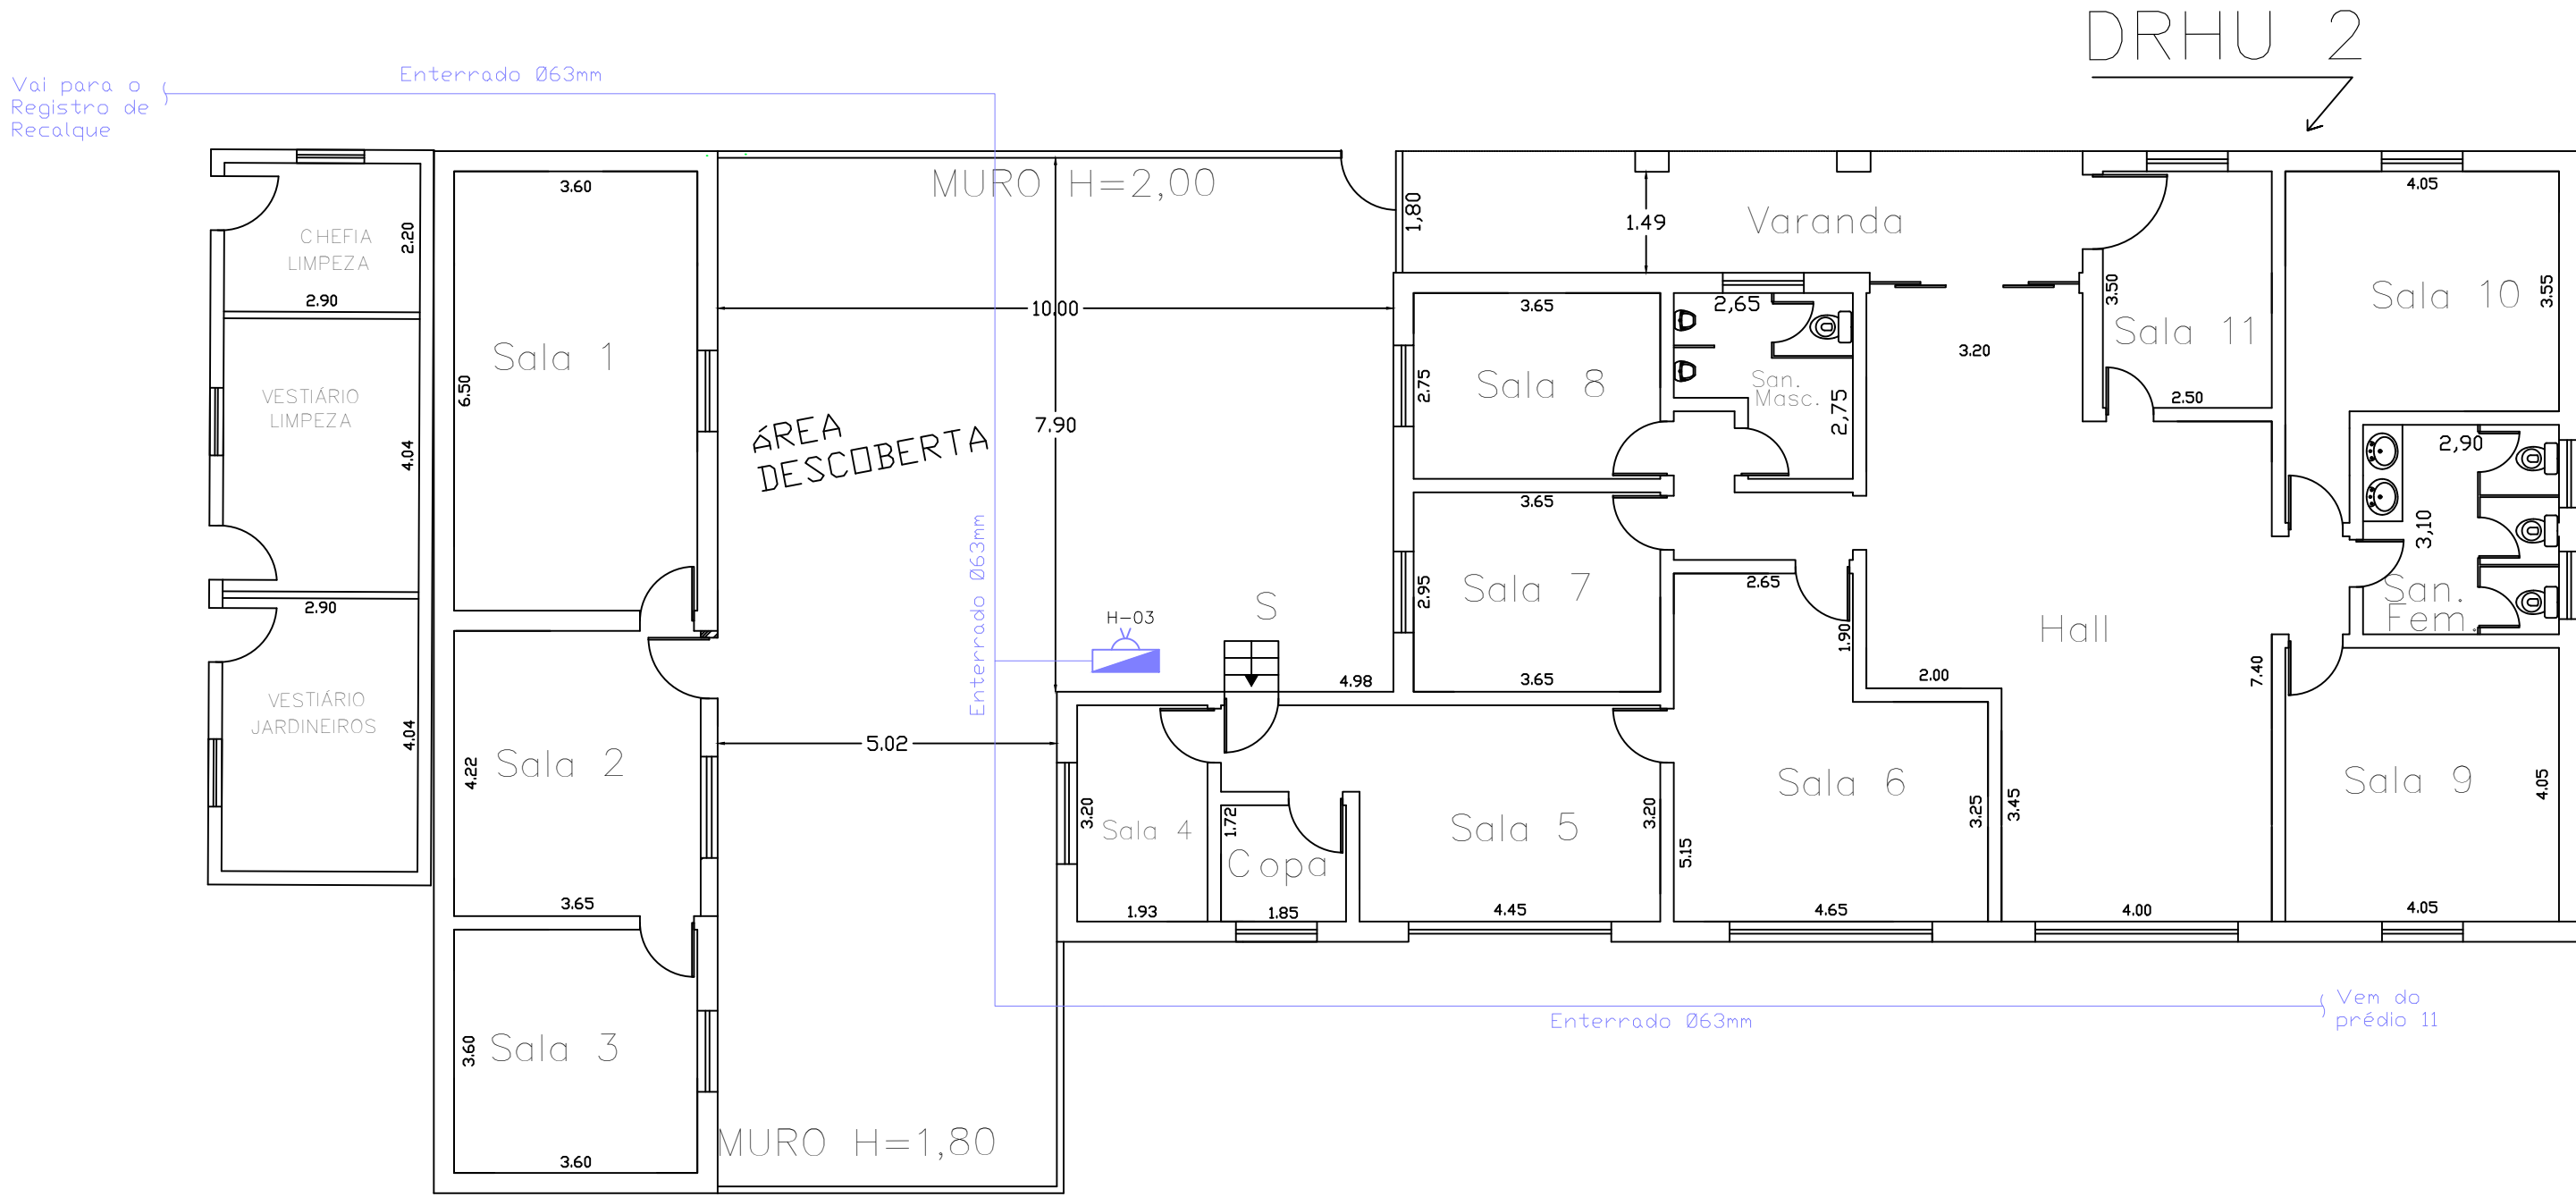 DRHU 2
Enterrado Ø63mm
Vai para o
Registro de
Recalque
MURO H=2,00
3.60
4.05
1,80
1.49
Varanda
CHEFIA
LIMPEZA
2.20
2.90
10.00
3.65
2,65
3.50
Sala 10
3.55
Sala 11
Sala 1
6.50
3.20
Sala 8
2.75
San.
Masc.
2,75
2.50
VESTIÁRIO
LIMPEZA
4.04
ÁREA
DESCOBERTA
7.90
2,90
3.65
3,10
Enterrado Ø63mm
Sala 7
2.95
2.65
San.
Fem.
2.90
S
H-03
1.90
Hall
3.65
4.98
2.00
7.40
VESTIÁRIO
JARDINEIROS
4.04
5.02
Sala 2
4.22
Sala 6
Sala 9
4.05
3.20
Sala 4
1.72
Copa
Sala 5
3.20
5.15
3.25
3.45
3.65
1.93
1.85
4.45
4.65
4.00
4.05
Vem do
prédio 11
Enterrado Ø63mm
Sala 3
3.60
MURO H=1,80
3.60